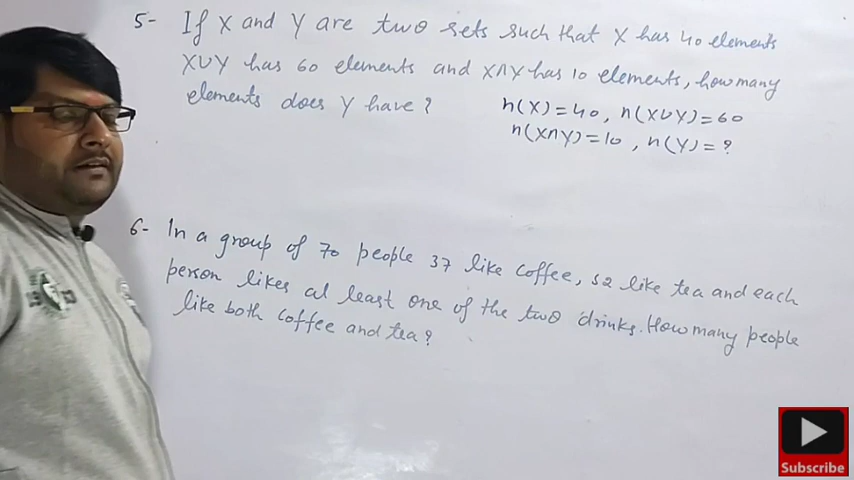 5- If X and Y are two sets such that X has 40 elements
X∪Y has 60 elements and X∩Y has 10 elements, how many
elements does Y have?
n(X)=40, n(X∪Y)=60
n(X∩Y)=10, n(Y)=?
6- In a group of 70 people 37 like coffee, 52 like tea and each
person likes at least one of the two drinks. How many people
like both coffee and tea?
Subscribe